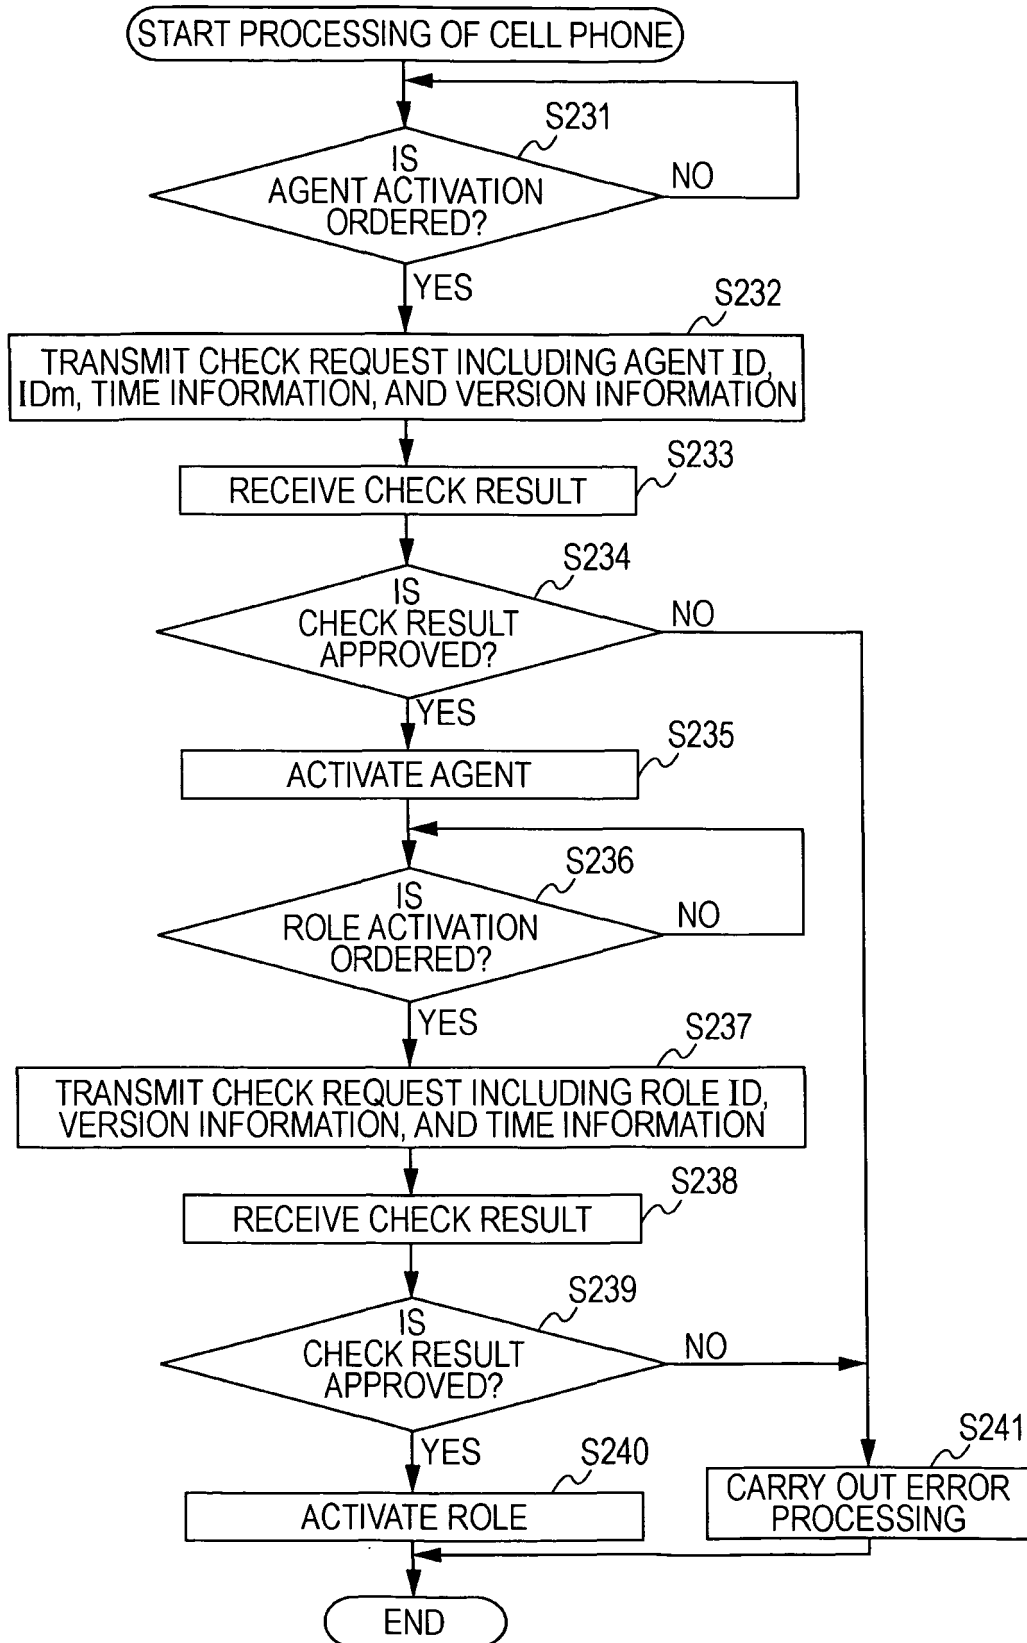 START PROCESSING OF CELL PHONE
S231
IS
AGENT ACTIVATION
ORDERED?
NO
YES
S232
TRANSMIT CHECK REQUEST INCLUDING AGENT ID,
IDm, TIME INFORMATION, AND VERSION INFORMATION
S233
RECEIVE CHECK RESULT
S234
IS
CHECK RESULT
APPROVED?
NO
YES
S235
ACTIVATE AGENT
S236
IS
ROLE ACTIVATION
ORDERED?
NO
YES
S237
TRANSMIT CHECK REQUEST INCLUDING ROLE ID,
VERSION INFORMATION, AND TIME INFORMATION
S238
RECEIVE CHECK RESULT
S239
IS
CHECK RESULT
APPROVED?
NO
YES
S240
ACTIVATE ROLE
S241
CARRY OUT ERROR
PROCESSING
END